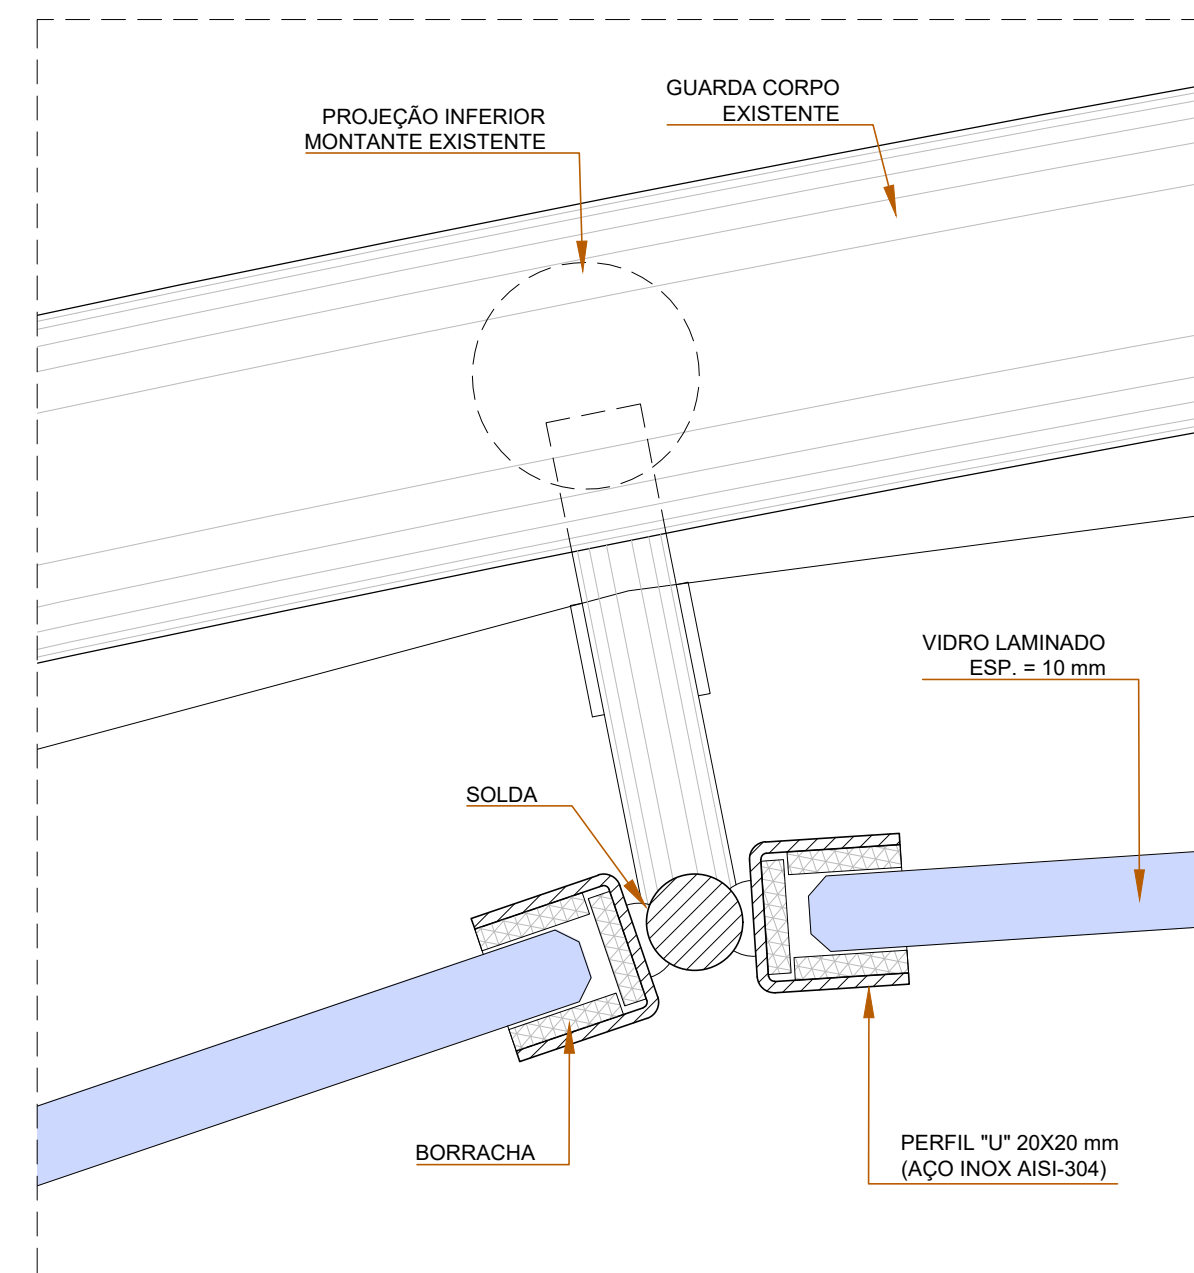 GUARDA CORPO
EXISTENTE
PROJEÇÃO INFERIOR
MONTANTE EXISTENTE
VIDRO LAMINADO
ESP. = 10 mm
SOLDA
BORRACHA
PERFIL "U" 20X20 mm
(AÇO INOX AISI-304)